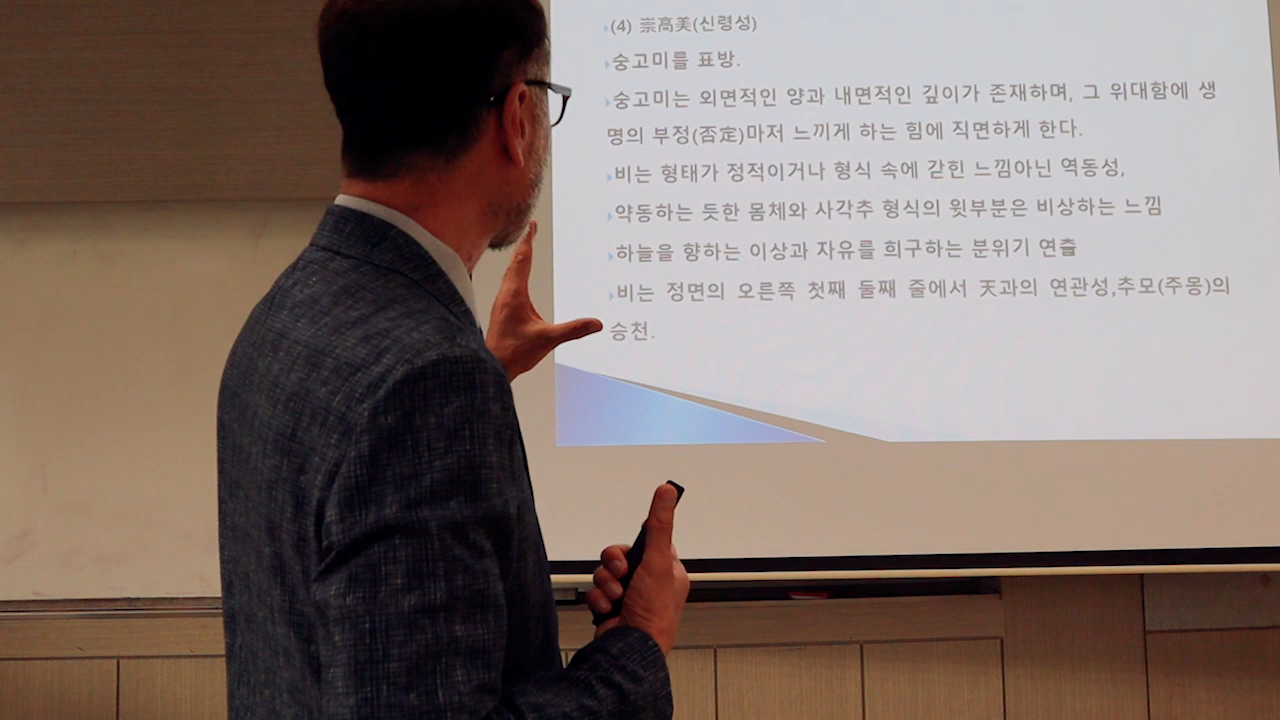 (4) 崇高美(신령성)
숭고미를 표방.
숭고미는 외면적인 양과 내면적인 깊이가 존재하며, 그 위대함에 생
명의 부정(否定)마저 느끼게 하는 힘에 직면하게 한다.
비는 형태가 정적이거나 형식 속에 갇힌 느낌아닌 역동성,
약동하는 듯한 몸체와 사각추 형식의 윗부분은 비상하는 느낌
하늘을 향하는 이상과 자유를 희구하는 분위기 연출
비는 정면의 오른쪽 첫째 둘째 줄에서 天과의 연관성,추모(주몽)의
승천.